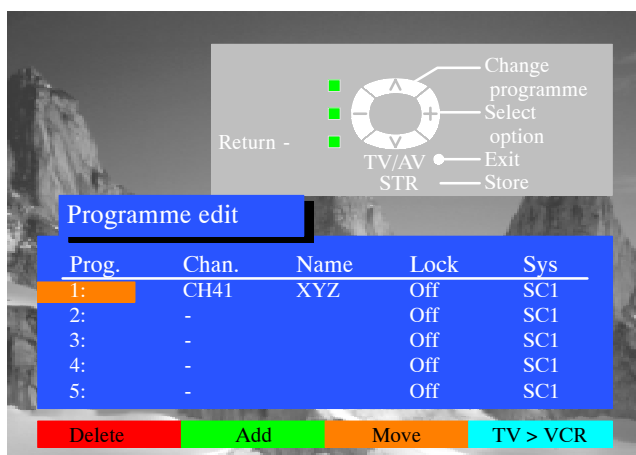 Change
programme
Select
option
Return -
TV/AV
Exit
STR
Store
Programme edit
Prog. Chan. Name Lock Sys
1: CH41 XYZ Off SC1
2: - Off SC1
3: - Off SC1
4: - Off SC1
5: - Off SC1
Delete Add Move TV > VCR